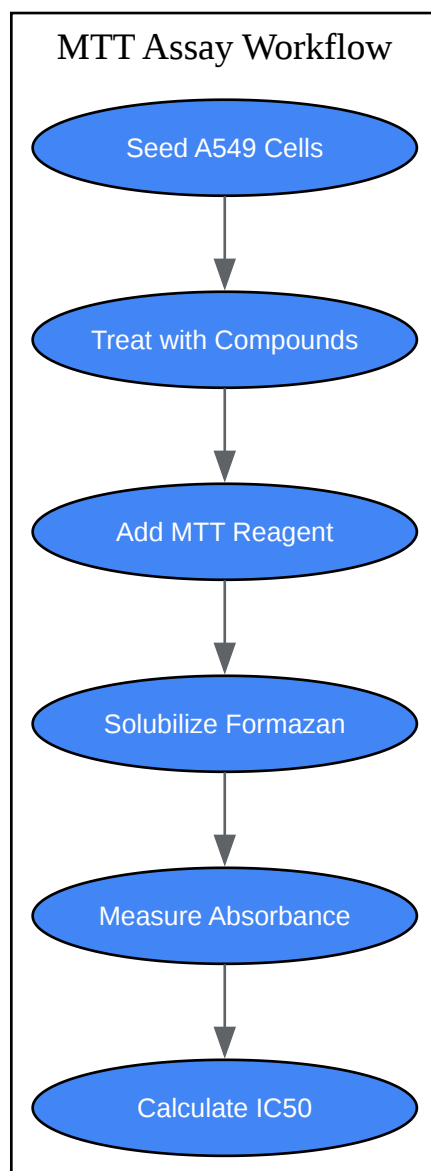 MTT Assay Workflow
Seed A549 Cells
Treat with Compounds
Add MTT Reagent
Solubilize Formazan
Measure Absorbance
Calculate IC50